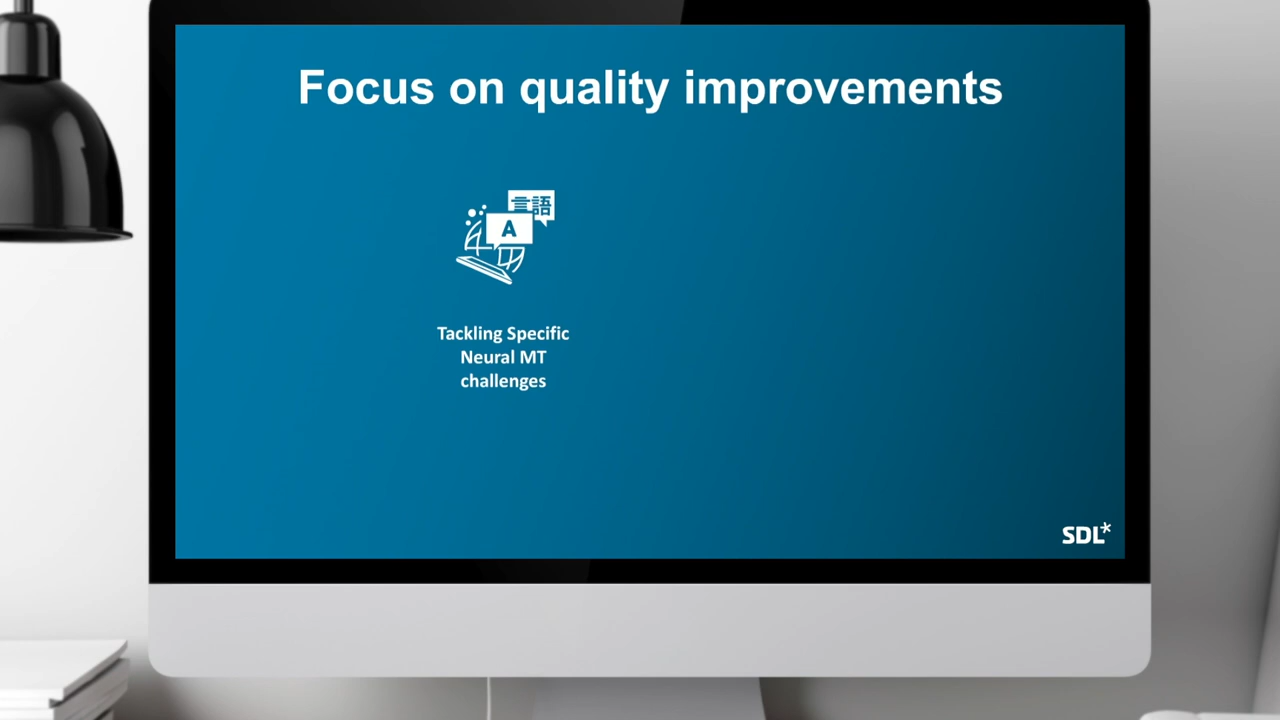 Focus on quality improvements
言語
A
Tackling Specific
Neural MT
challenges
SDL*